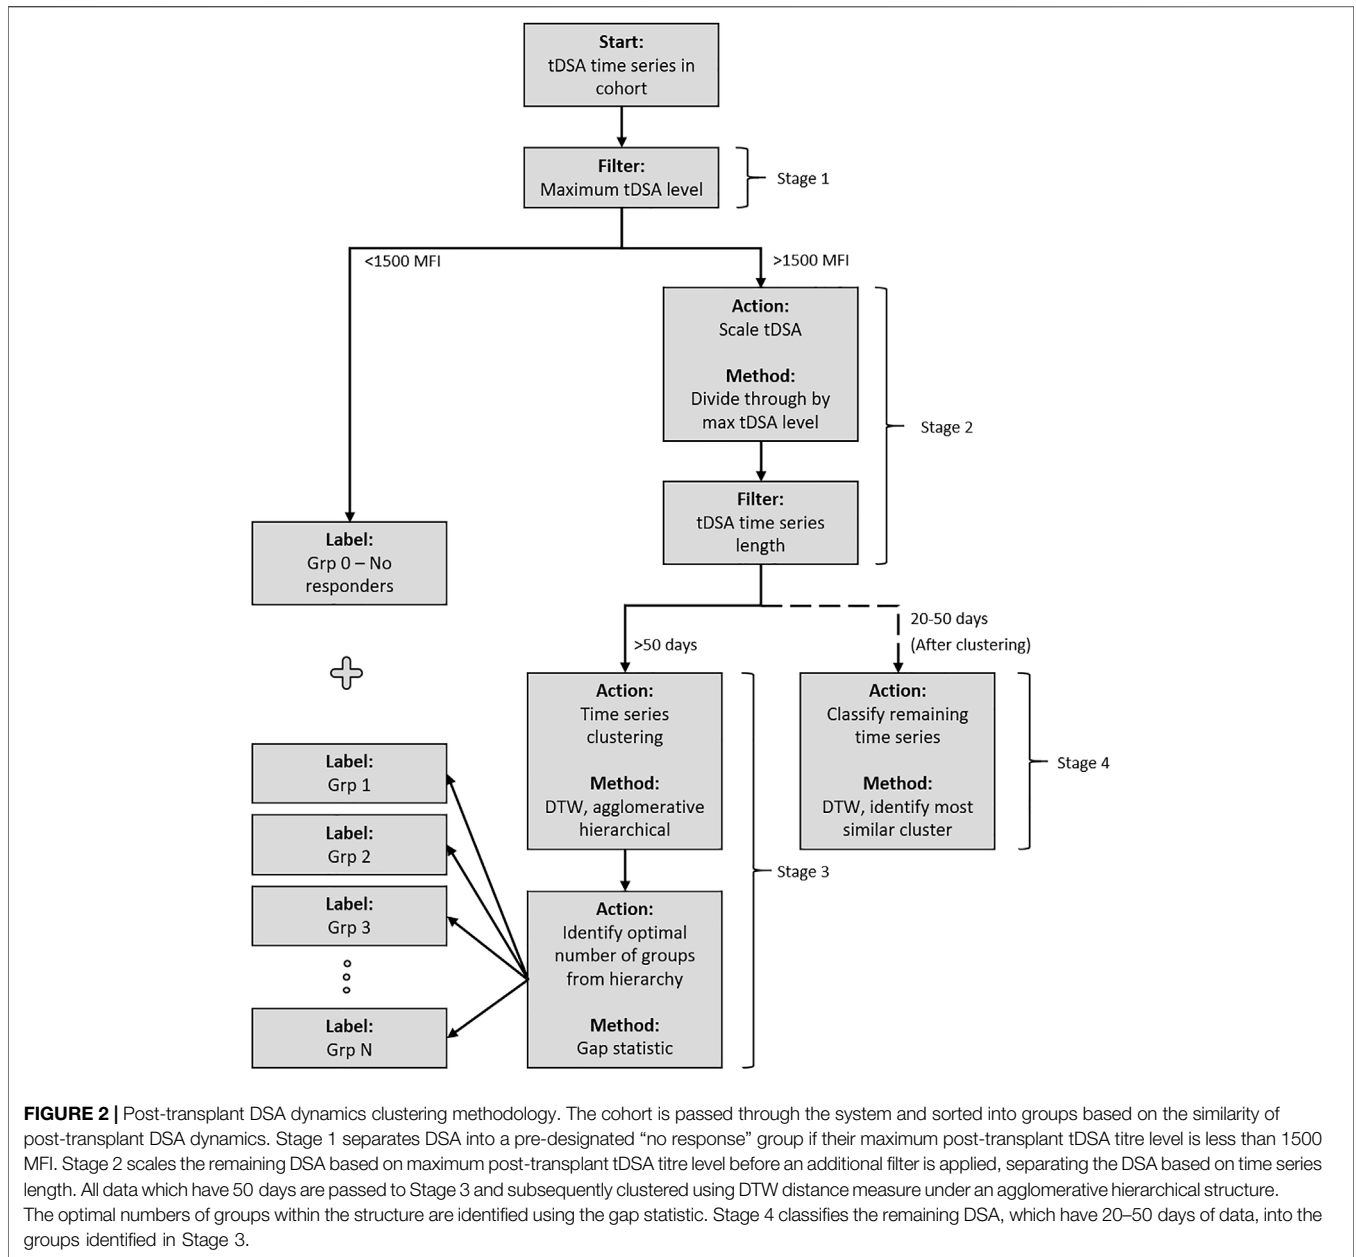 Start:
tDSA time series in
cohort
Filter:
Maximum tDSA level
Stage 1
<1500 MFI
>1500 MFI
Action:
Scale tDSA
Method:
Divide through by
max tDSA level
Stage 2
Filter:
tDSA time series
length
Label:
Grp 0 – No
responders
>50 days
20-50 days
(After clustering)
Action:
Time series
clustering
Method:
DTW, agglomerative
hierarchical
Action:
Classify remaining
time series
Method:
DTW, identify most
similar cluster
Stage 4
Label:
Grp 1
Label:
Grp 2
Label:
Grp 3
Label:
Grp N
Stage 3
Action:
Identify optimal
number of groups
from hierarchy
Method:
Gap statistic
FIGURE 2 | Post-transplant DSA dynamics clustering methodology. The cohort is passed through the system and sorted into groups based on the similarity of
post-transplant DSA dynamics. Stage 1 separates DSA into a pre-designated “no response” group if their maximum post-transplant tDSA titre level is less than 1500
MFI. Stage 2 scales the remaining DSA based on maximum post-transplant tDSA titre level before an additional filter is applied, separating the DSA based on time series
length. All data which have 50 days are passed to Stage 3 and subsequently clustered using DTW distance measure under an agglomerative hierarchical structure.
The optimal numbers of groups within the structure are identified using the gap statistic. Stage 4 classifies the remaining DSA, which have 20–50 days of data, into the
groups identified in Stage 3.